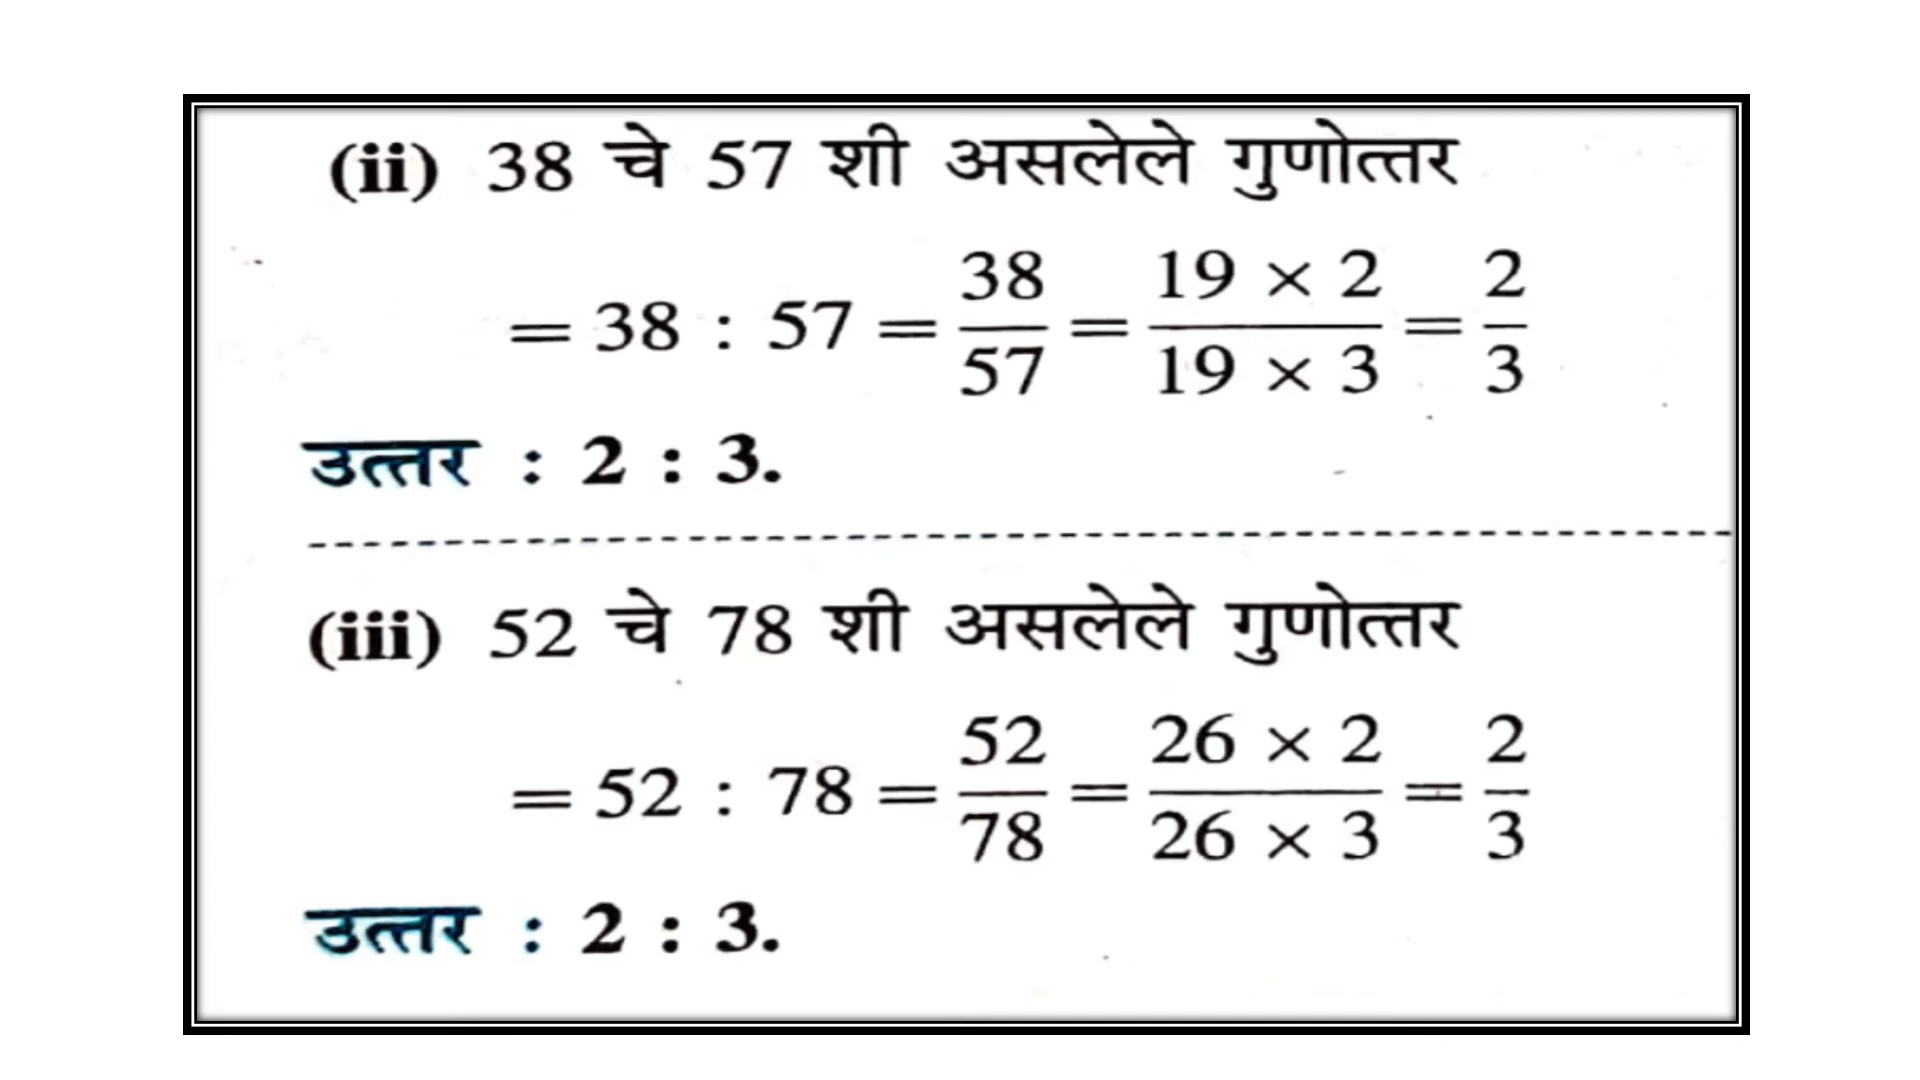 (ii) 38 चे 57 शी असलेले गुणोत्तर
= 38 : 57 = 38/57 = 19 × 2/19 × 3 = 2/3
उत्तर : 2 : 3.
(iii) 52 चे 78 शी असलेले गुणोत्तर
= 52 : 78 = 52/78 = 26 × 2/26 × 3 = 2/3
उत्तर : 2 : 3.